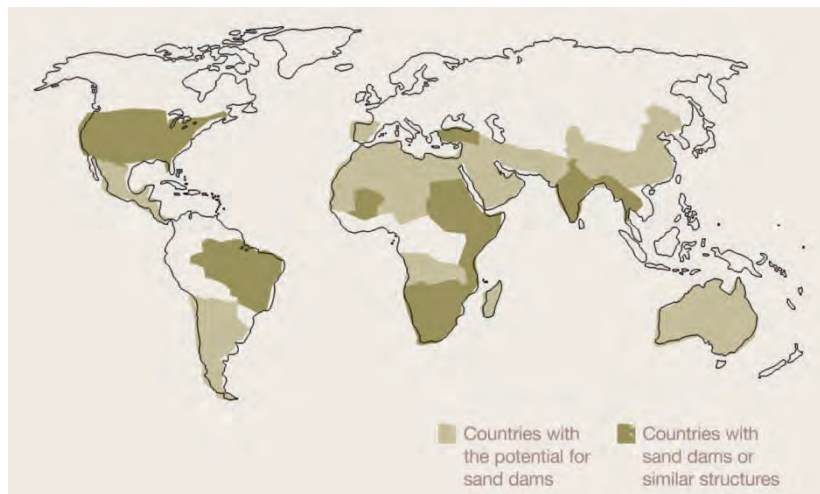 Countries with
the potential for
sand dams
Countries with
sand dams or
similar structures